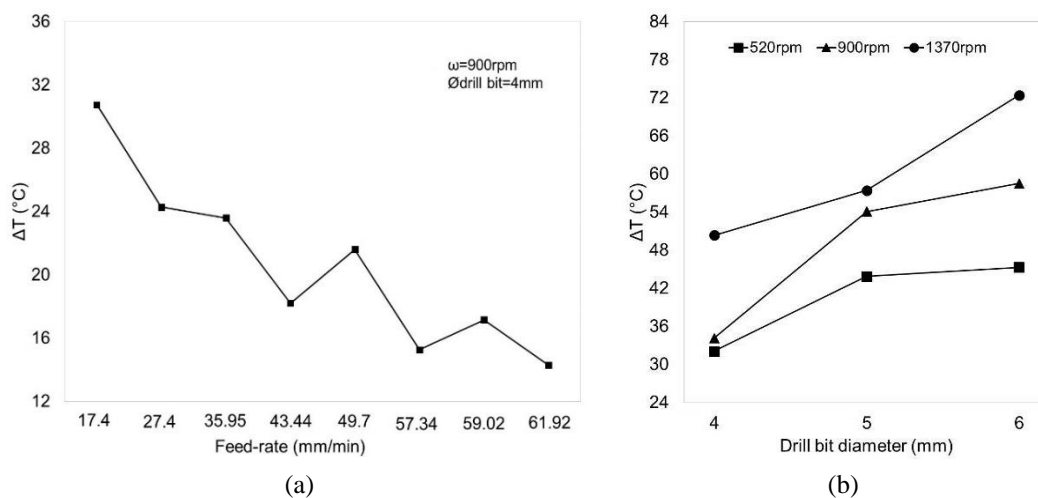 36
32
28
24
20
16
12
ΔT (°C)
ω=900rpm
Ødrill bit=4mm
17.4 27.4 35.95 43.44 49.7 57.34 59.02 61.92
Feed-rate (mm/min)
(a)
84
78
72
66
60
54
48
42
36
30
24
ΔT (°C)
520rpm 900rpm 1370rpm
4 5 6
Drill bit diameter (mm)
(b)